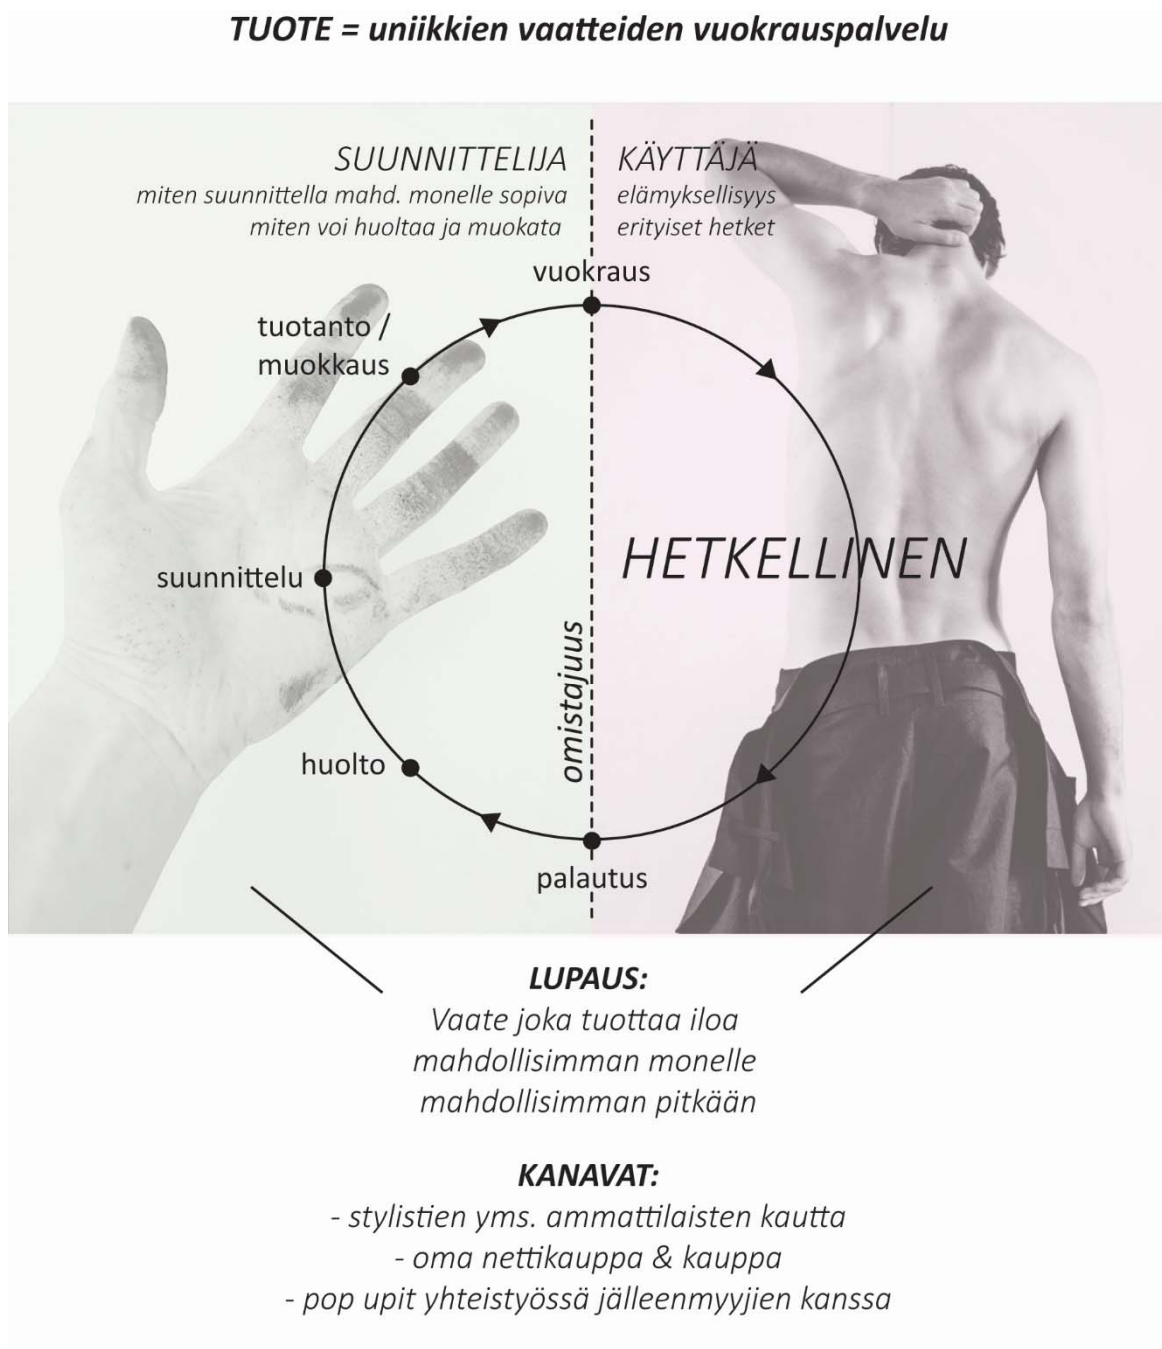 TUOTE = uniikkien vaatteiden vuokrauspalvelu
SUUNNITTELIJA
miten suunnittella mahd. monelle sopiva
miten voi huoltaa ja muokata
KÄYTTÄJÄ
elämyksellisyys
erityiset hetket
vuokraus
tuotanto /
muokkaus
suunnittelu
HETKELLINEN
omistajuus
huolto
palautus
LUPAUS:
Vaate joka tuottaa iloa
mahdollisimman monelle
mahdollisimman pitkään
KANAVAT:
- stylistien yms. ammattilaisten kautta
- oma nettikauppa & kauppa
- pop upit yhteistyössä jälleenmyyjien kanssa